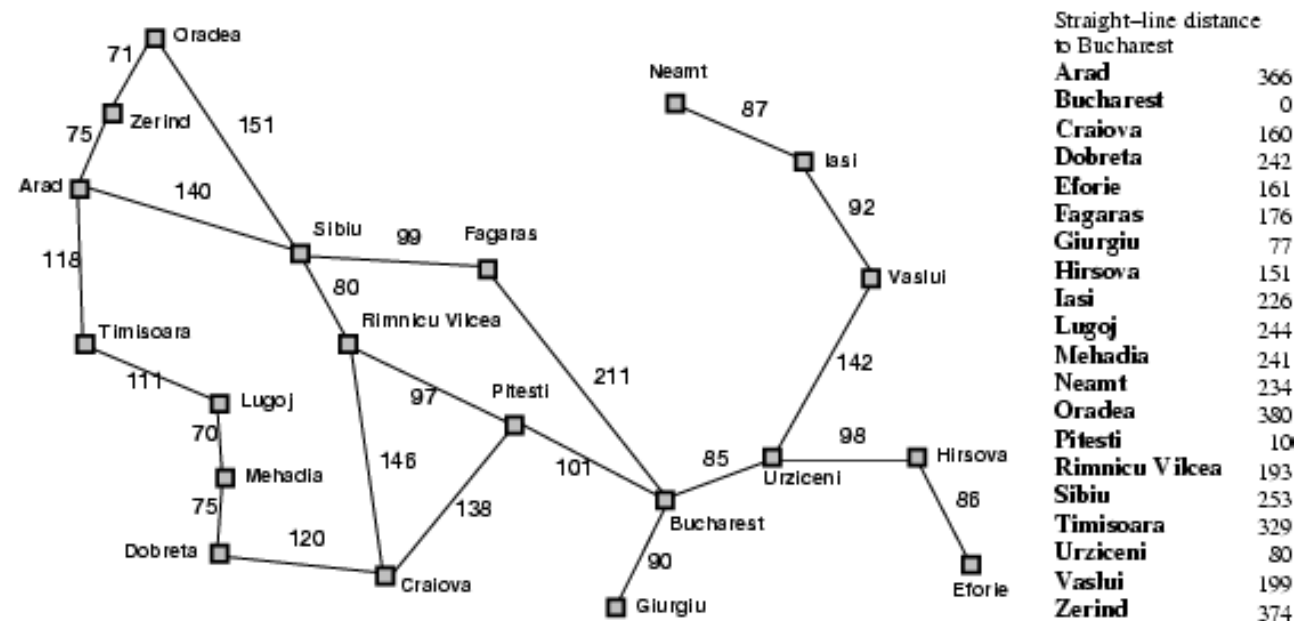 Oradea
71
Neamt
87
Zerind
151
75
Iasi
Arad
140
92
Sibiu
99
Fagaras
118
80
Vaslui
Timisoara
Rimnicu Vilcea
142
111
211
Lugoj
97
Pitesti
70
98
Hirsova
146
85
Mehadia
101
Urziceni
86
75
138
Bucharest
Dobreta
120
90
Craiova
Eforie
Giurgiu
Straight-line distance
to Bucharest
Arad 366
Bucharest 0
Craiova 160
Dobreta 242
Eforie 161
Fagaras 176
Giurgiu 77
Hirsova 151
Iasi 226
Lugoj 244
Mehadia 241
Neamt 234
Oradea 380
Pitesti 10
Rimnicu Vilcea 193
Sibiu 253
Timisoara 329
Urziceni 80
Vaslui 199
Zerind 374